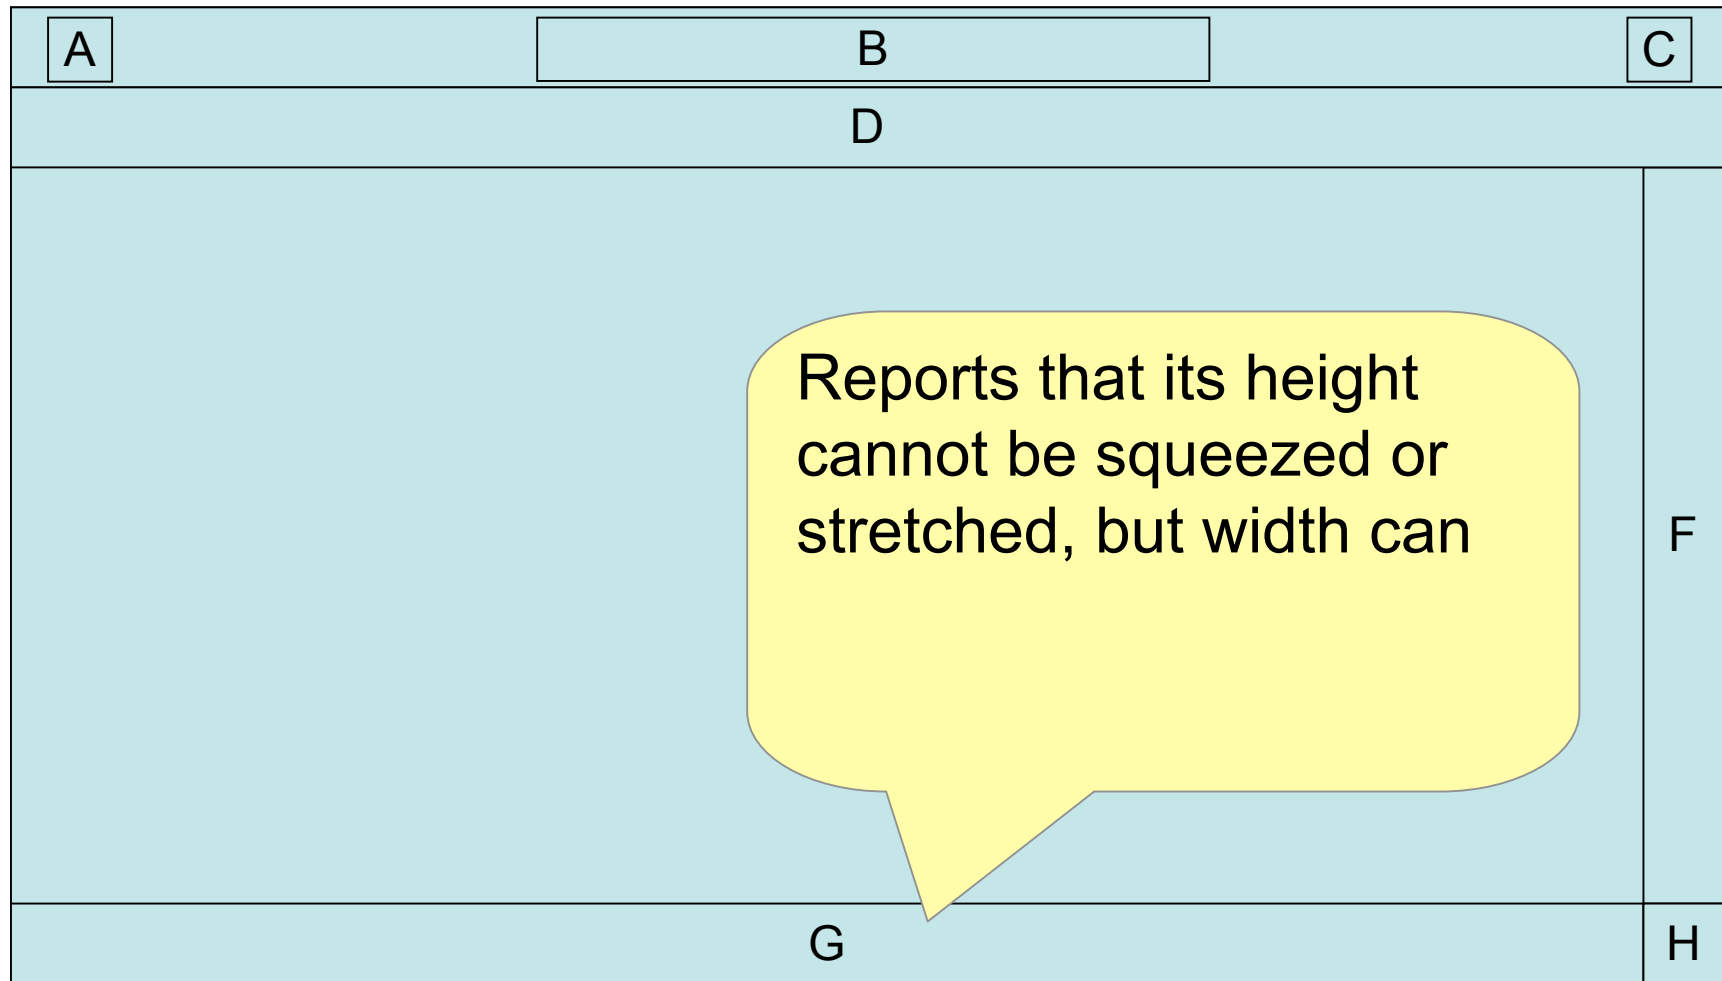 A B C
D
Reports that its height
cannot be squeezed or
stretched, but width can
F
G H